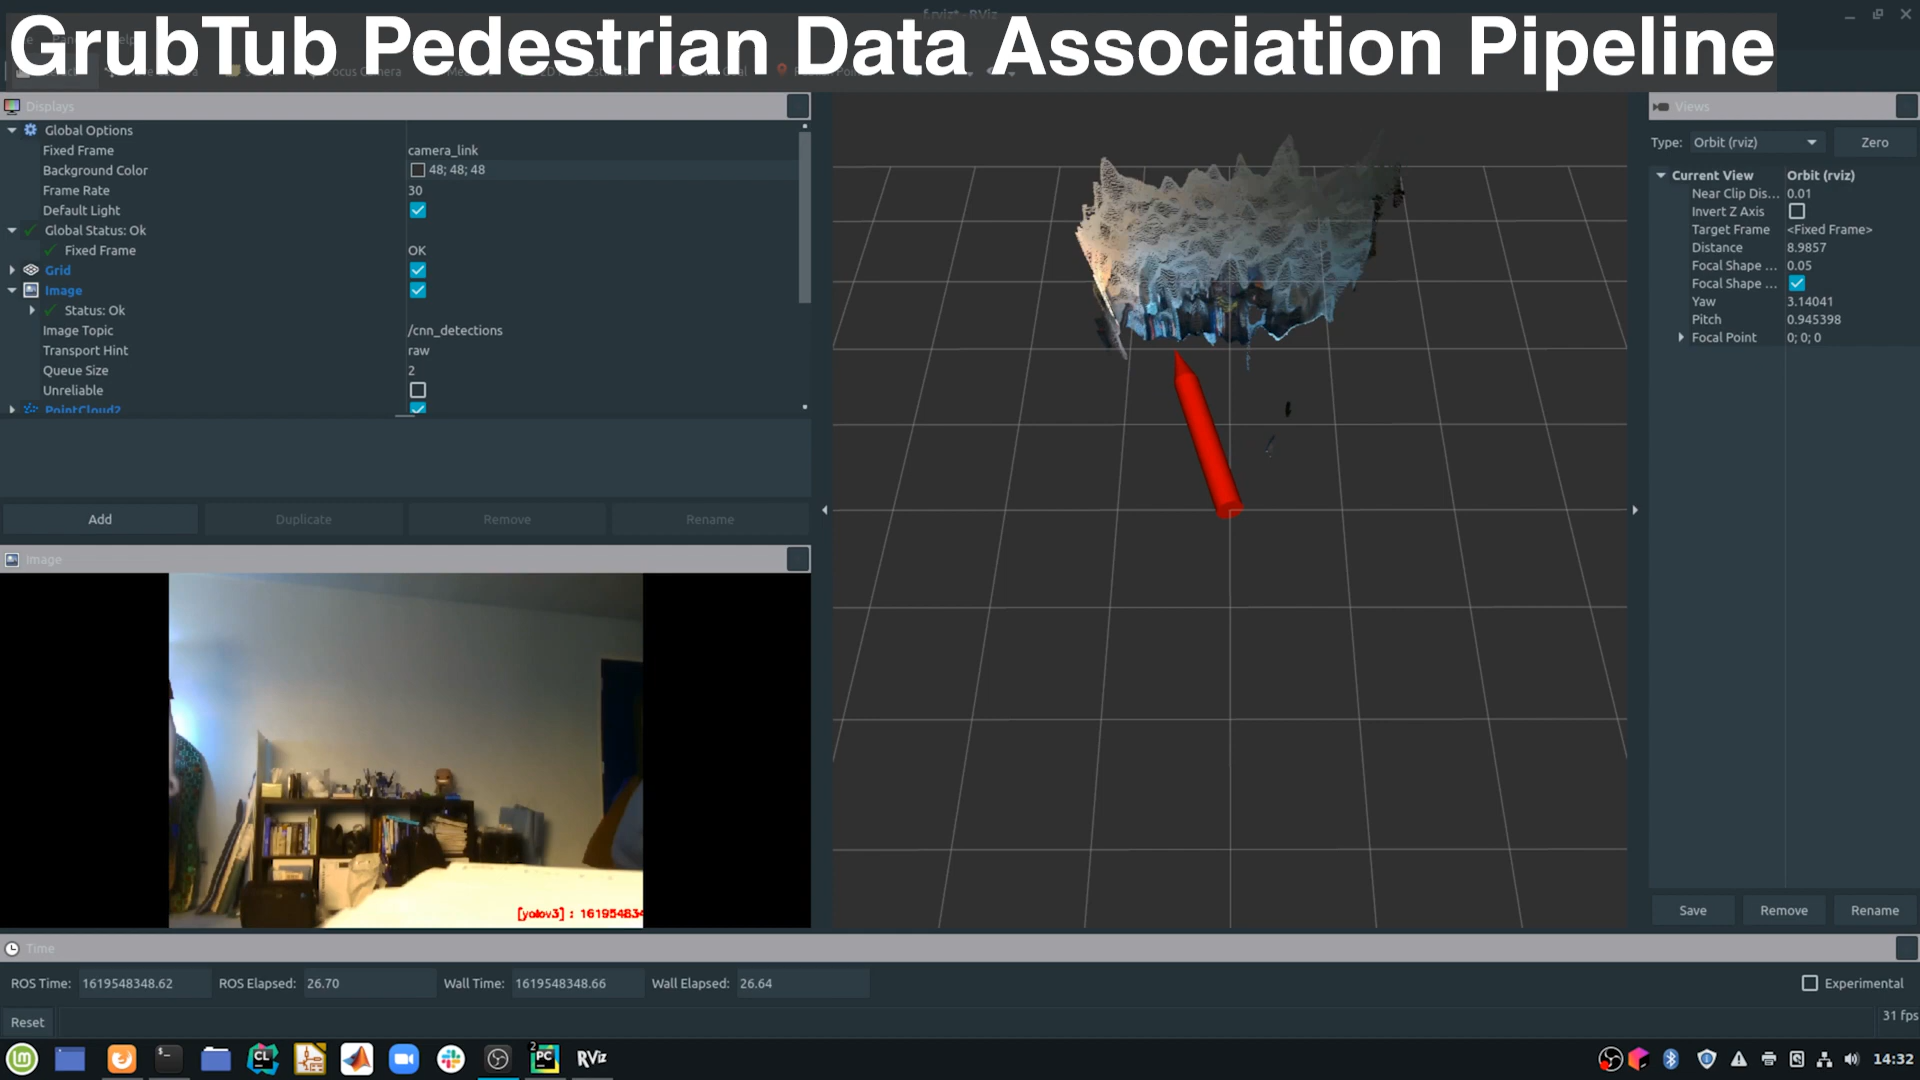 GrubTub Pedestrian Data Association Pipeline
Displays
Global Options
Fixed Frame camera_link
Background Color 48; 48; 48
Frame Rate 30
Default Light
Global Status: Ok
Fixed Frame OK
Grid
Image
Status: Ok
Image Topic /cnn_detections
Transport Hint raw
Queue Size 2
Unreliable
PointCloud2
Add Duplicate Remove Rename
Image
[yolov3] : 161954834
Views
Type: Orbit (rviz) Zero
Current View Orbit (rviz)
Near Clip Dis... 0.01
Invert Z Axis
Target Frame <Fixed Frame>
Distance 8.9857
Focal Shape ... 0.05
Focal Shape ...
Yaw 3.14041
Pitch 0.945398
Focal Point 0; 0; 0
Save Remove Rename
Time
ROS Time: 1619548348.62 ROS Elapsed: 26.70 Wall Time: 1619548348.66 Wall Elapsed: 26.64 Experimental
Reset 31 fps
CL 2 PC RViz 14:32